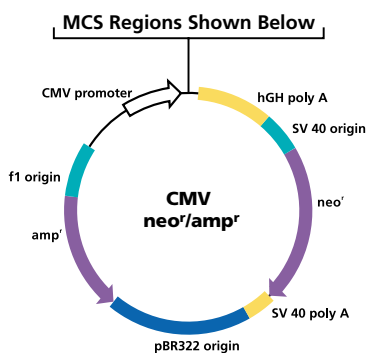 MCS Regions Shown Below
CMV promoter
hGH poly A
SV 40 origin
f1 origin
CMV
neoʳ/ampʳ
neoʳ
ampʳ
SV 40 poly A
pBR322 origin